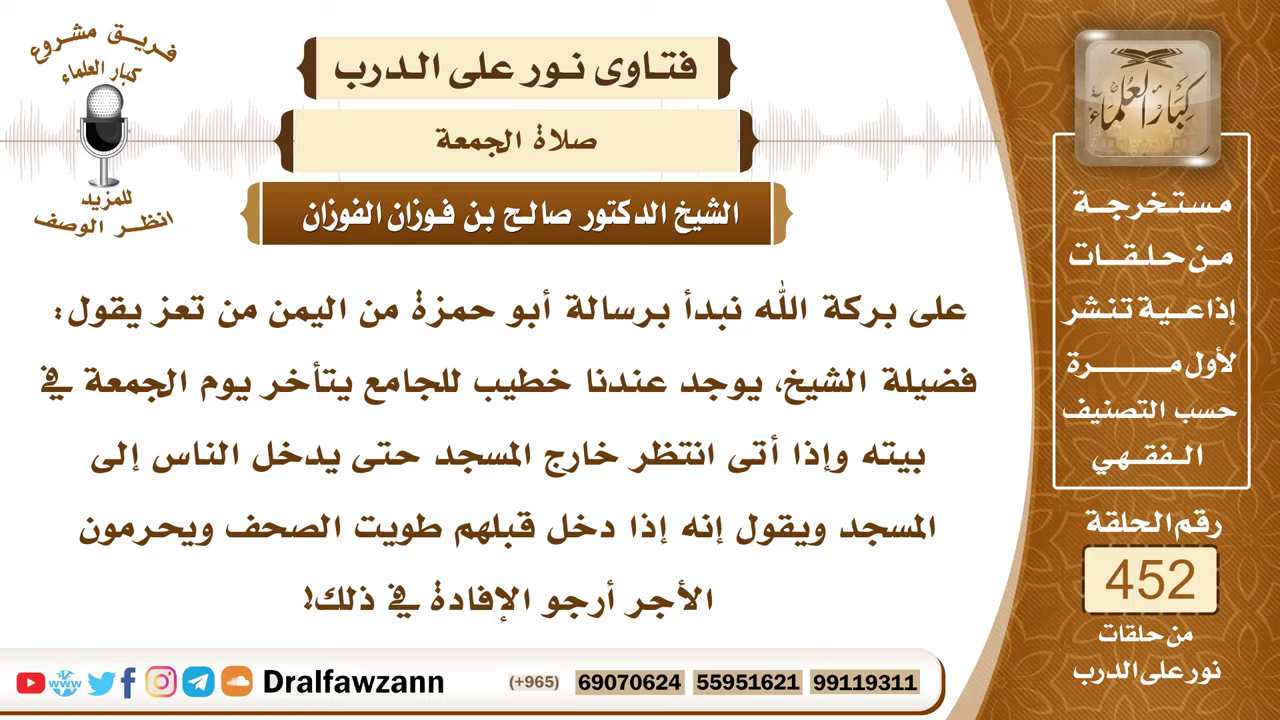 فريق مشروع
كبار العلماء
للمزيد
انظر الوصف
فتاوى نور على الدرب
صلاة الجمعة
الشيخ الدكتور صالح بن فوزان الفوزان
على بركة الله نبدأ برسالة أبو حمزة من اليمن من تعز يقول:
فضيلة الشيخ، يوجد عندنا خطيب للجامع يتأخر يوم الجمعة في
بيته وإذا أتى انتظر خارج المسجد حتى يدخل الناس إلى
المسجد ويقول إنه إذا دخل قبلهم طويت الصحف ويحرمون
الأجر أرجو الإفادة في ذلك!
كبار العلماء
مستخرجة
من حلقات
إذاعية تنشر
لأول مرة
حسب التصنيف
الفقهي
رقم الحلقة
452
من حلقات
نور على الدرب
www Dralfawzann (+965) 69070624 55951621 99119311